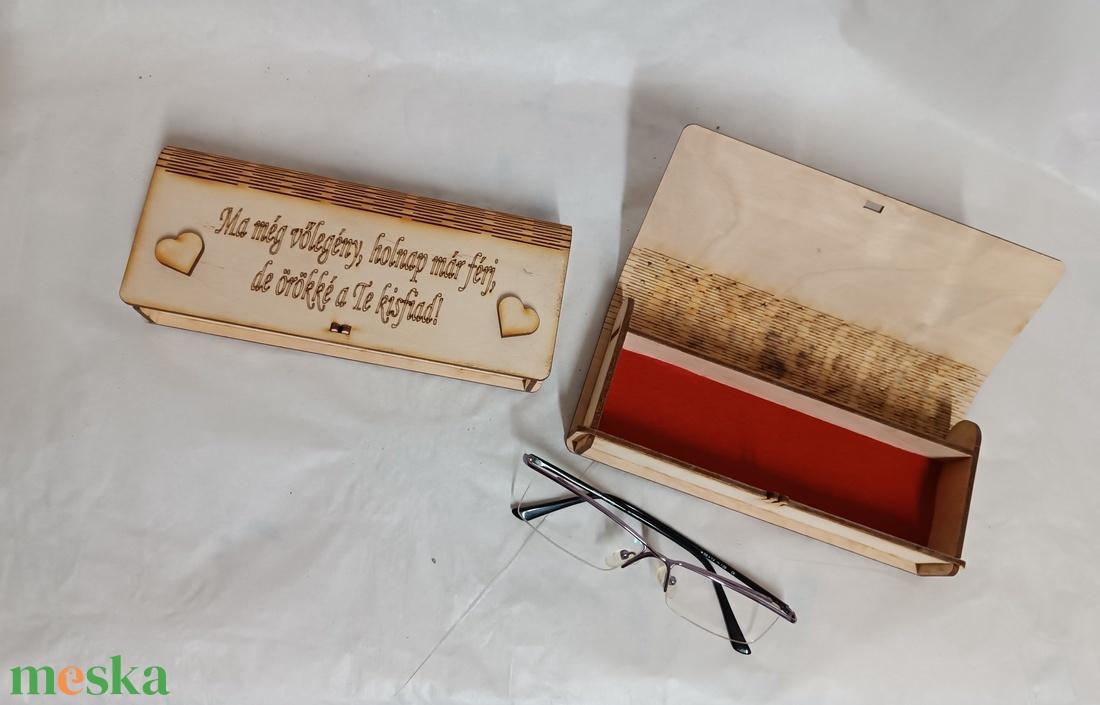 Ma még vőlegény, holnap már férj,
de örökké a Te kisfiad!
meska